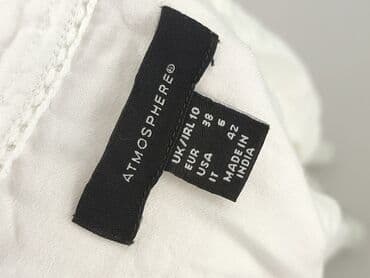 ATMOSPHERE®
UK/IRL 10
EUR 38
USA 6
IT 42
MADE IN
INDIA